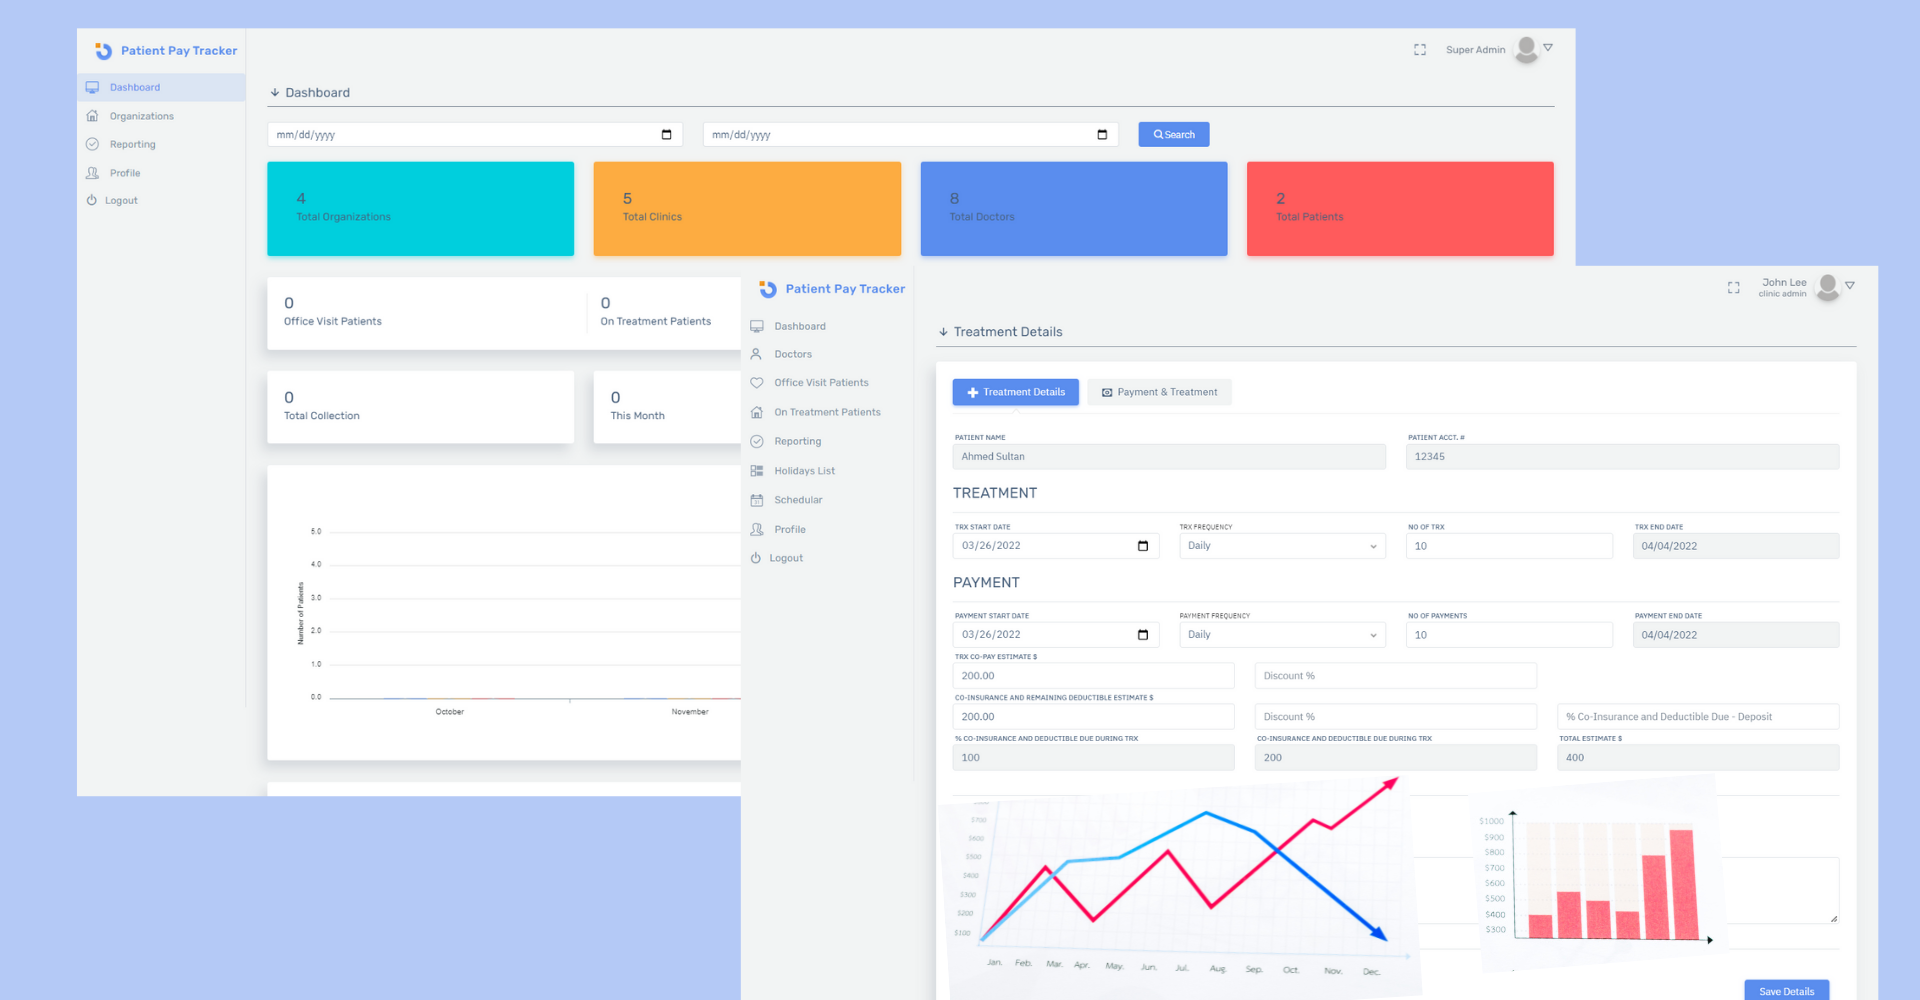 Patient Pay Tracker
Super Admin
Dashboard
Organizations
Reporting
Profile
Logout
Dashboard
mm/dd/yyyy
mm/dd/yyyy
Search
4
Total Organizations
5
Total Clinics
8
Total Doctors
2
Total Patients
0
Office Visit Patients
0
On Treatment Patients
0
Total Collection
0
This Month
Number of Patients
5.0
4.0
3.0
2.0
1.0
0.0
October
November
Patient Pay Tracker
John Lee
clinic admin
Dashboard
Doctors
Office Visit Patients
On Treatment Patients
Reporting
Holidays List
Schedular
Profile
Logout
Treatment Details
Treatment Details
Payment & Treatment
PATIENT NAME
PATIENT ACCT. #
Ahmed Sultan
12345
TREATMENT
TRX START DATE
TRX FREQUENCY
NO OF TRX
TRX END DATE
03/26/2022
Daily
10
04/04/2022
PAYMENT
PAYMENT START DATE
PAYMENT FREQUENCY
NO OF PAYMENTS
PAYMENT END DATE
03/26/2022
Daily
10
04/04/2022
TRX CO-PAY ESTIMATE $
200.00
Discount %
CO-INSURANCE AND REMAINING DEDUCTIBLE ESTIMATE $
200.00
Discount %
% Co-Insurance and Deductible Due - Deposit
% CO-INSURANCE AND DEDUCTIBLE DUE DURING TRX
CO-INSURANCE AND DEDUCTIBLE DUE DURING TRX
TOTAL ESTIMATE $
100
200
400
$700
$600
$500
$400
$300
$200
$100
Jan. Feb. Mar. Apr. May. Jun. Jul. Aug. Sep. Oct. Nov. Dec.
$1000
$900
$800
$700
$600
$500
$400
$300
Save Details